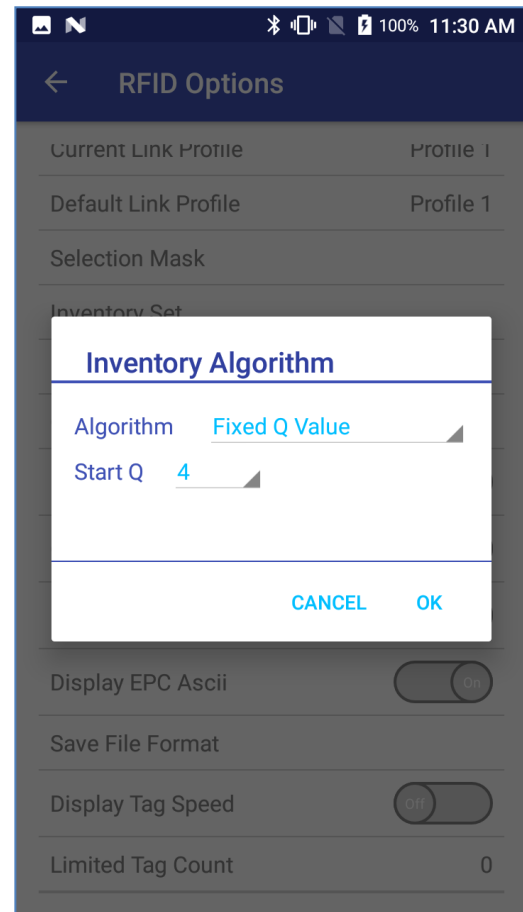 100% 11:30 AM
RFID Options
Current Link Profile Profile 1
Default Link Profile Profile 1
Selection Mask
Inventory Set
Inventory Algorithm
Algorithm Fixed Q Value
Start Q 4
CANCEL OK
Display EPC Ascii On
Save File Format
Display Tag Speed Off
Limited Tag Count 0